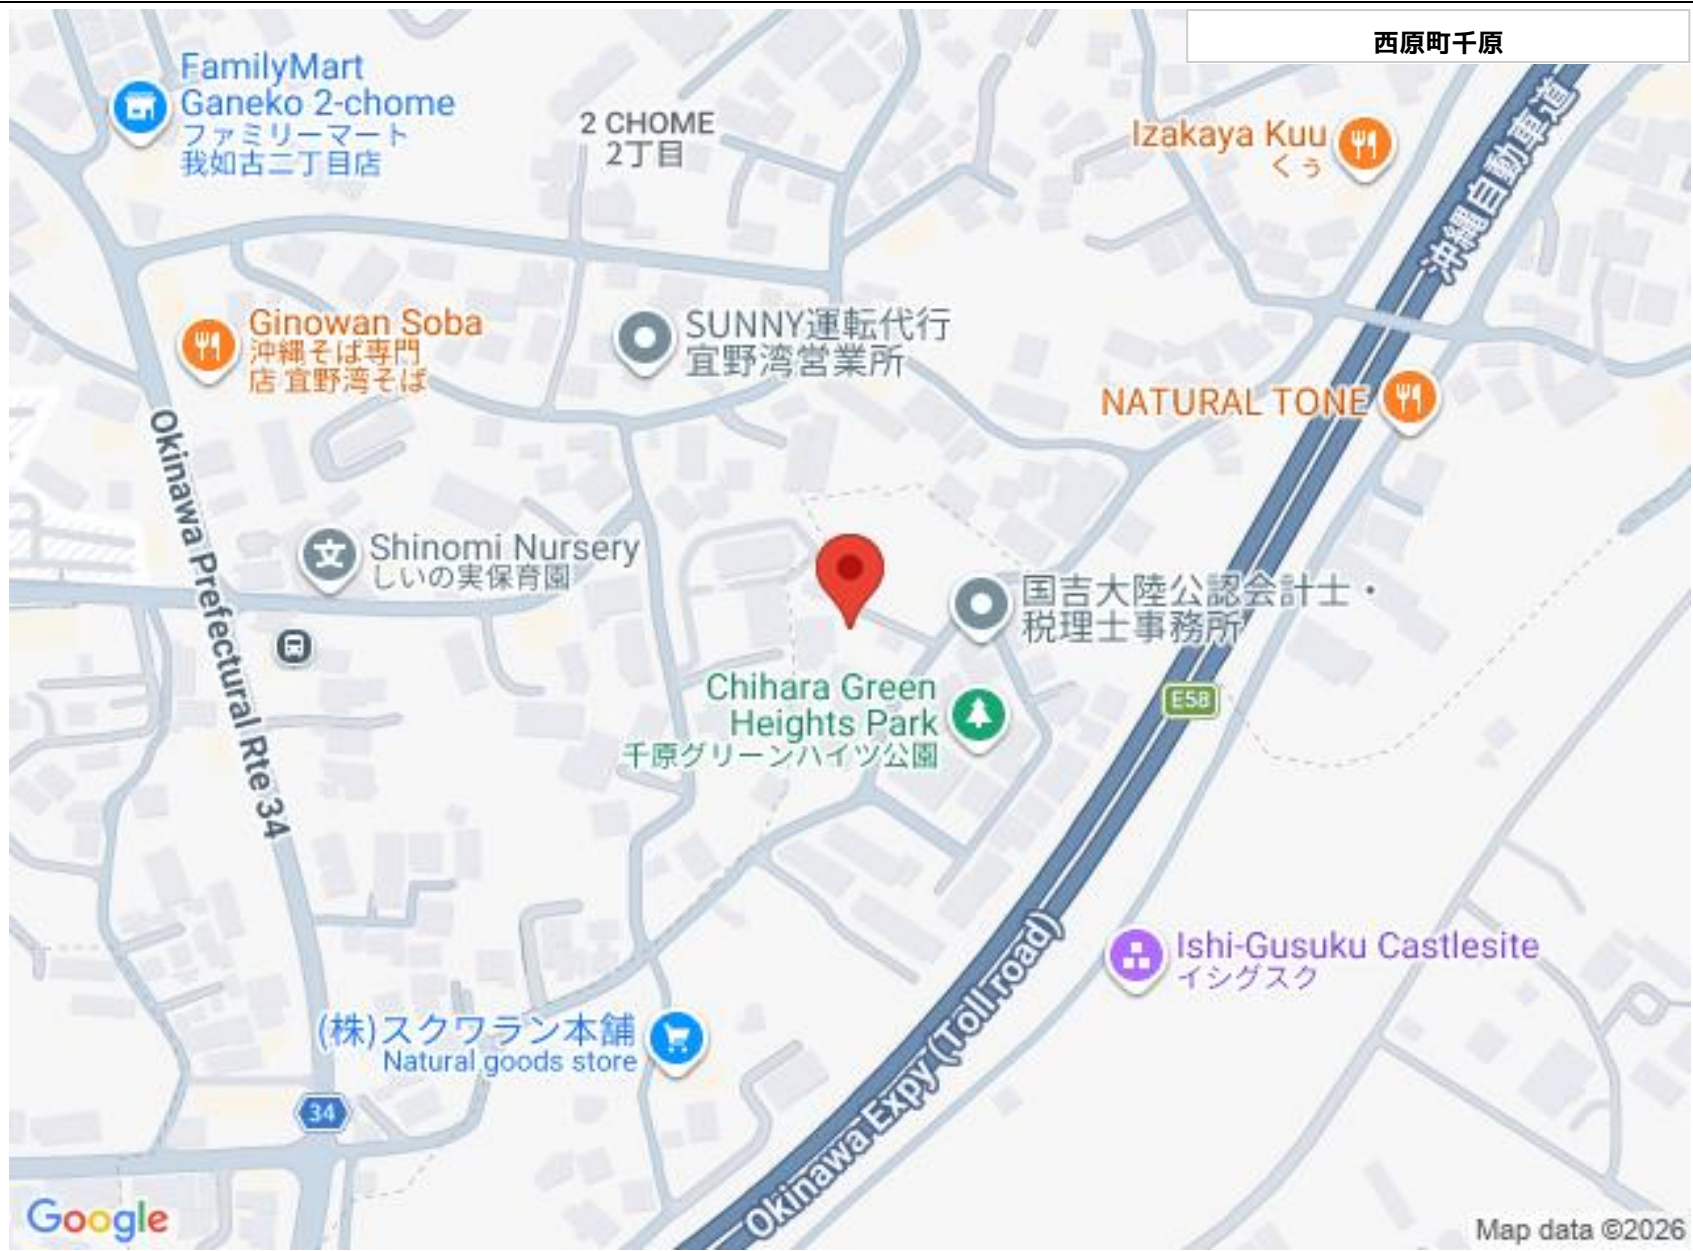 西原町千原
FamilyMart
Ganeko 2-chome
ファミリーマート
我如古二丁目店
2 CHOME
2丁目
Izakaya Kuu
くぅ
沖縄自動車道
Ginowan Soba
沖縄そば専門
店 宜野湾そば
SUNNY運転代行
宜野湾営業所
NATURAL TONE
Okinawa Prefectural Rte 34
Shinomi Nursery
しいの実保育園
国吉大陸公認会計士・
税理士事務所
E58
Chihara Green
Heights Park
千原グリーンハイツ公園
Ishi-Gusuku Castlesite
イシグスク
(株)スクワラン本舗
Natural goods store
34
Okinawa Expy (Toll road)
Google
Map data ©2026